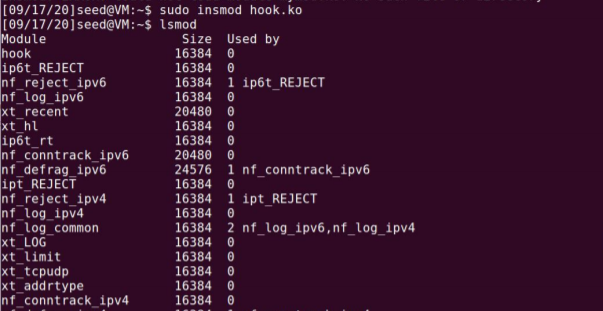 [09/17/20]seed@VM:~$ sudo insmod hook.ko
[09/17/20]seed@VM:~$ lsmod
Module Size Used by
hook 16384 0
ip6t_REJECT 16384 0
nf_reject_ipv6 16384 1 ip6t_REJECT
nf_log_ipv6 16384 0
xt_recent 20480 0
xt_hl 16384 0
ip6t_rt 16384 0
nf_conntrack_ipv6 20480 0
nf_defrag_ipv6 24576 1 nf_conntrack_ipv6
ipt_REJECT 16384 0
nf_reject_ipv4 16384 1 ipt_REJECT
nf_log_ipv4 16384 0
nf_log_common 16384 2 nf_log_ipv6,nf_log_ipv4
xt_LOG 16384 0
xt_limit 16384 0
xt_tcpudp 16384 0
xt_addrtype 16384 0
nf_conntrack_ipv4 16384 0